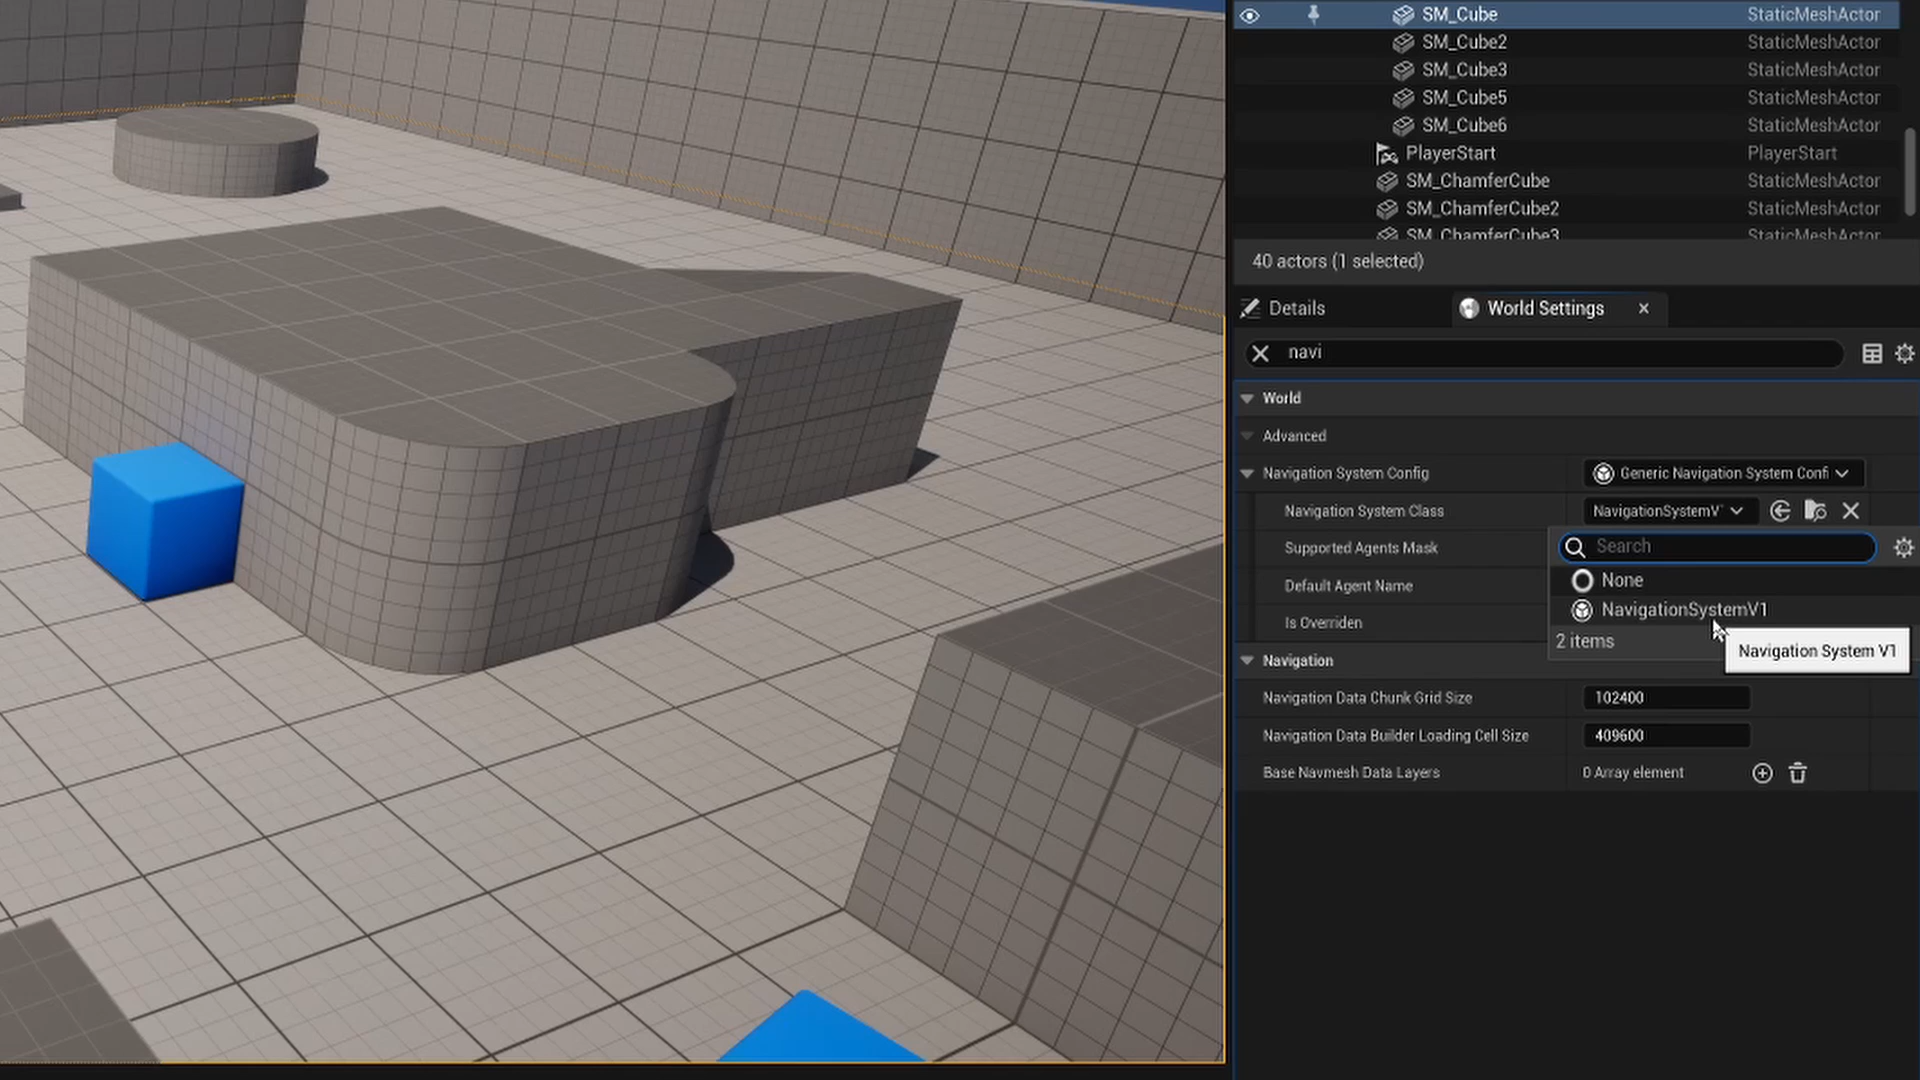 SM_Cube StaticMeshActor
SM_Cube2 StaticMeshActor
SM_Cube3 StaticMeshActor
SM_Cube5 StaticMeshActor
SM_Cube6 StaticMeshActor
PlayerStart PlayerStart
SM_ChamferCube StaticMeshActor
SM_ChamferCube2 StaticMeshActor
SM_ChamferCube3 StaticMeshActor
40 actors (1 selected)
Details World Settings
navi
World
Advanced
Navigation System Config Generic Navigation System Confi
Navigation System Class NavigationSystemV
Supported Agents Mask
Default Agent Name
Is Overriden
Search
None
NavigationSystemV1
2 items
Navigation System V1
Navigation
Navigation Data Chunk Grid Size 102400
Navigation Data Builder Loading Cell Size 409600
Base Navmesh Data Layers 0 Array element